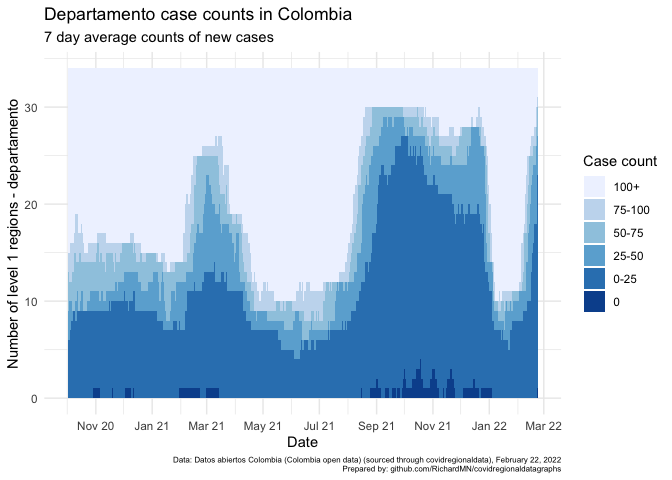 Departamento case counts in Colombia
7 day average counts of new cases
Number of level 1 regions - departamento
30
20
10
0
Nov 20 Jan 21 Mar 21 May 21 Jul 21 Sep 21 Nov 21 Jan 22 Mar 22
Date
Case count
100+
75-100
50-75
25-50
0-25
0
Data: Datos abiertos Colombia (Colombia open data) (sourced through covidregionaldata), February 22, 2022
Prepared by: github.com/RichardMN/covidregionaldatagraphs